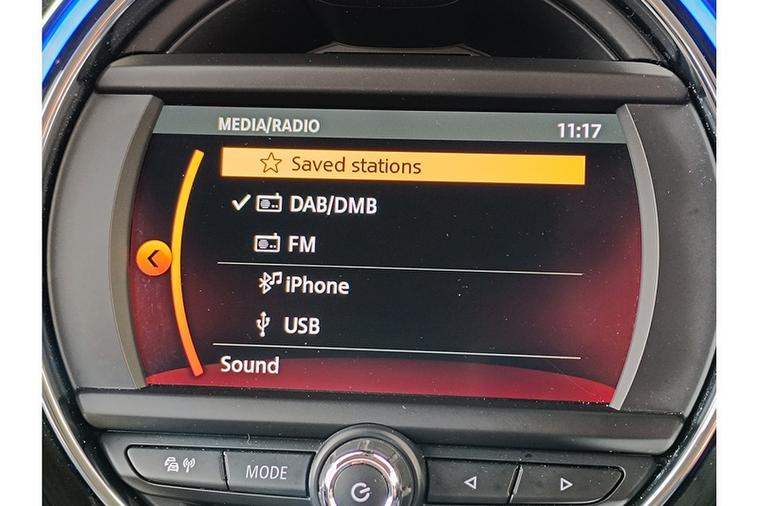 MEDIA/RADIO 11:17
Saved stations
DAB/DMB
FM
iPhone
USB
Sound
MODE